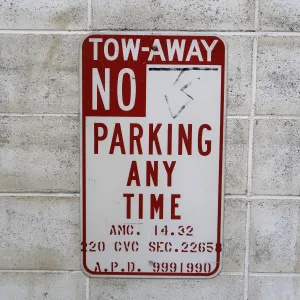 TOW-AWAY
NO
PARKING
ANY
TIME
AMC. 14.32
220 CVC SEC.22658
A.P.D. 9991990